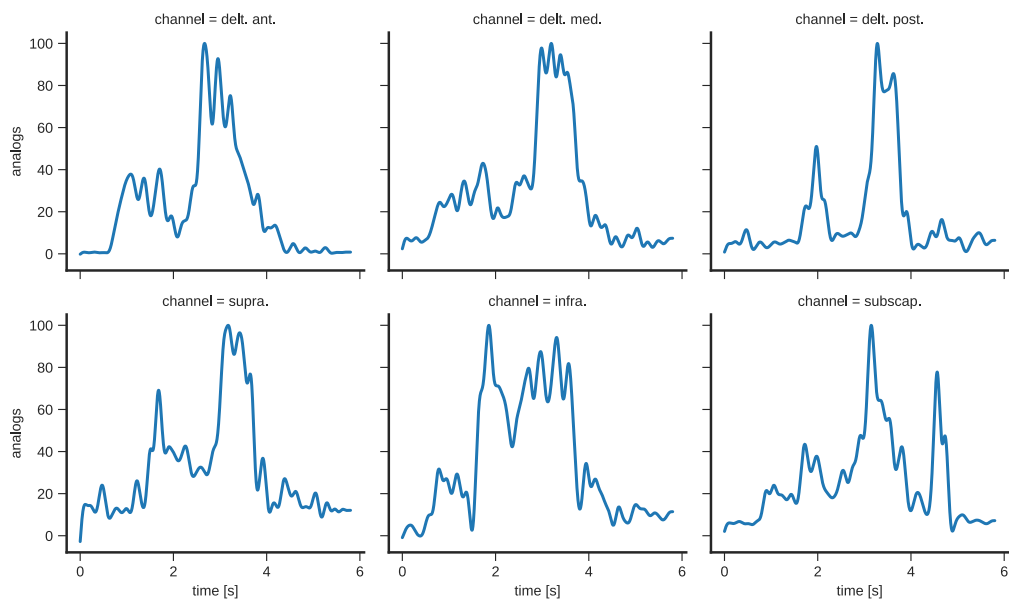 channel = delt. ant.
channel = delt. med.
channel = delt. post.
100
80
60
40
20
0
analogs
channel = supra.
channel = infra.
channel = subscap.
100
80
60
40
20
0
analogs
0 2 4 6
0 2 4 6
0 2 4 6
time [s]
time [s]
time [s]